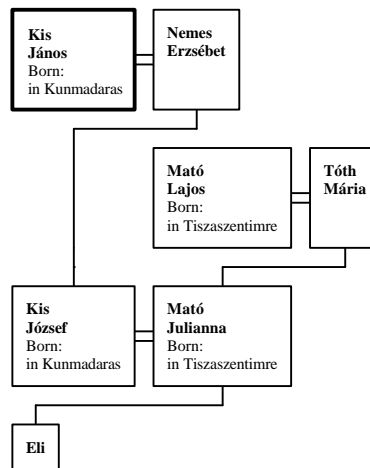 Kis
János
Born:
in Kunmadaras
Nemes
Erzsébet
Mató
Lajos
Born:
in Tiszaszentimre
Tóth
Mária
Kis
József
Born:
in Kunmadaras
Mató
Julianna
Born:
in Tiszaszentimre
Eli